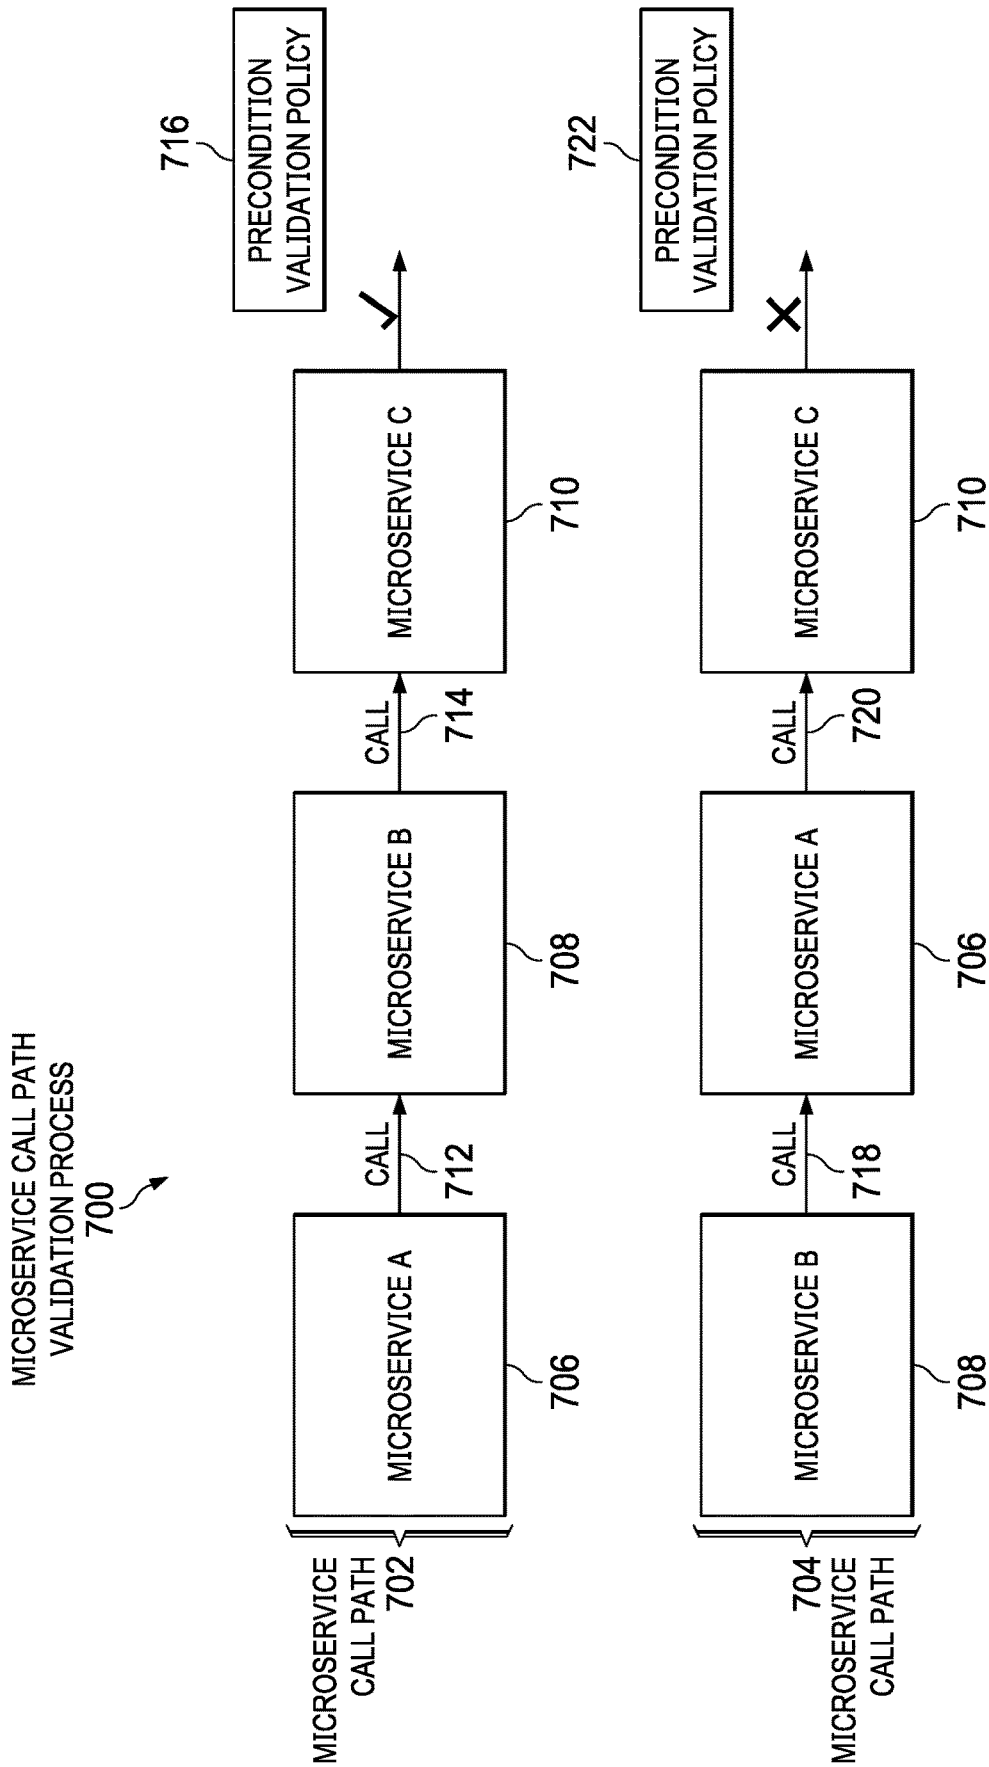 MICROSERVICE CALL PATH
VALIDATION PROCESS
700
716
PRECONDITION
VALIDATION POLICY
MICROSERVICE
CALL PATH
702
MICROSERVICE A
706
CALL
712
MICROSERVICE B
708
CALL
714
MICROSERVICE C
710
722
PRECONDITION
VALIDATION POLICY
704
MICROSERVICE
CALL PATH
MICROSERVICE B
708
CALL
718
MICROSERVICE A
706
CALL
720
MICROSERVICE C
710